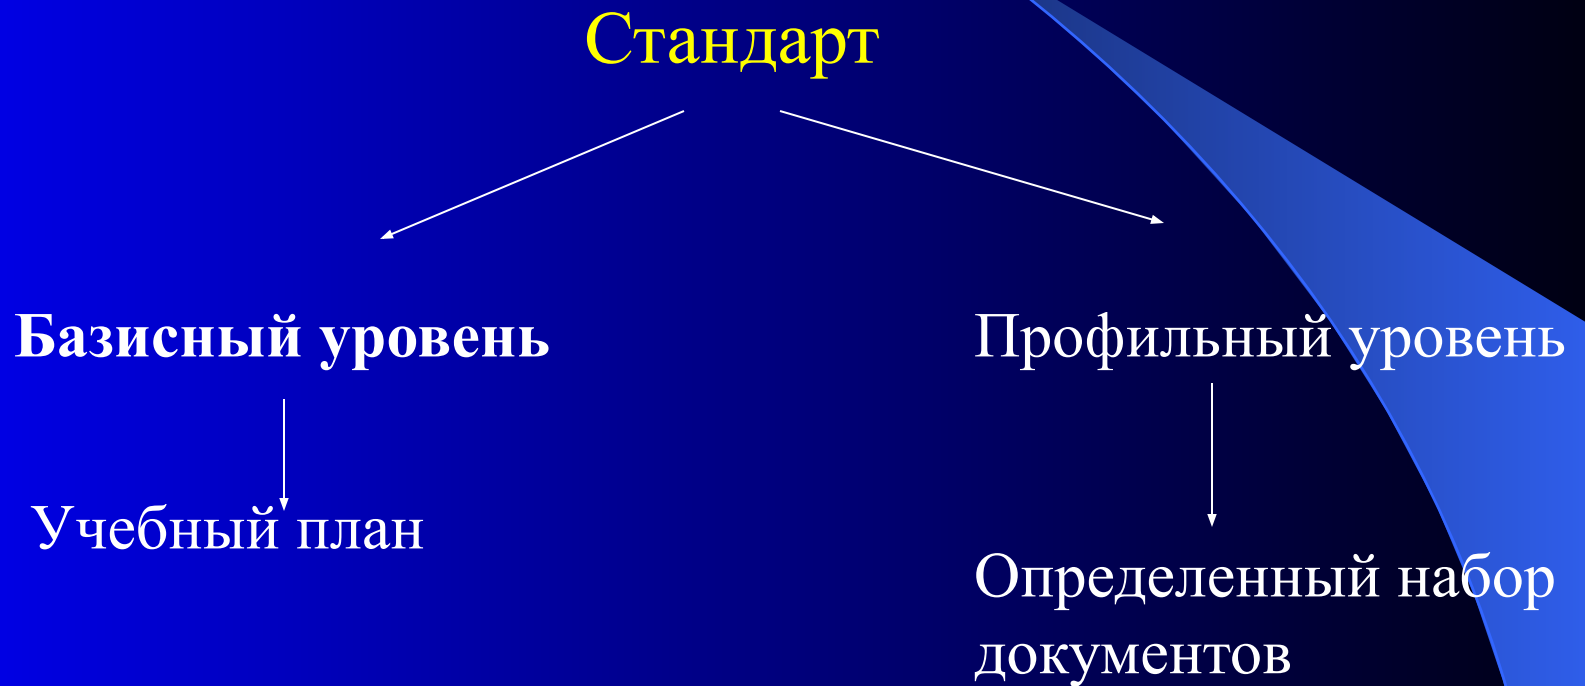 Стандарт
Базисный уровень
Профильный уровень
Учебный план
Определенный набор
документов